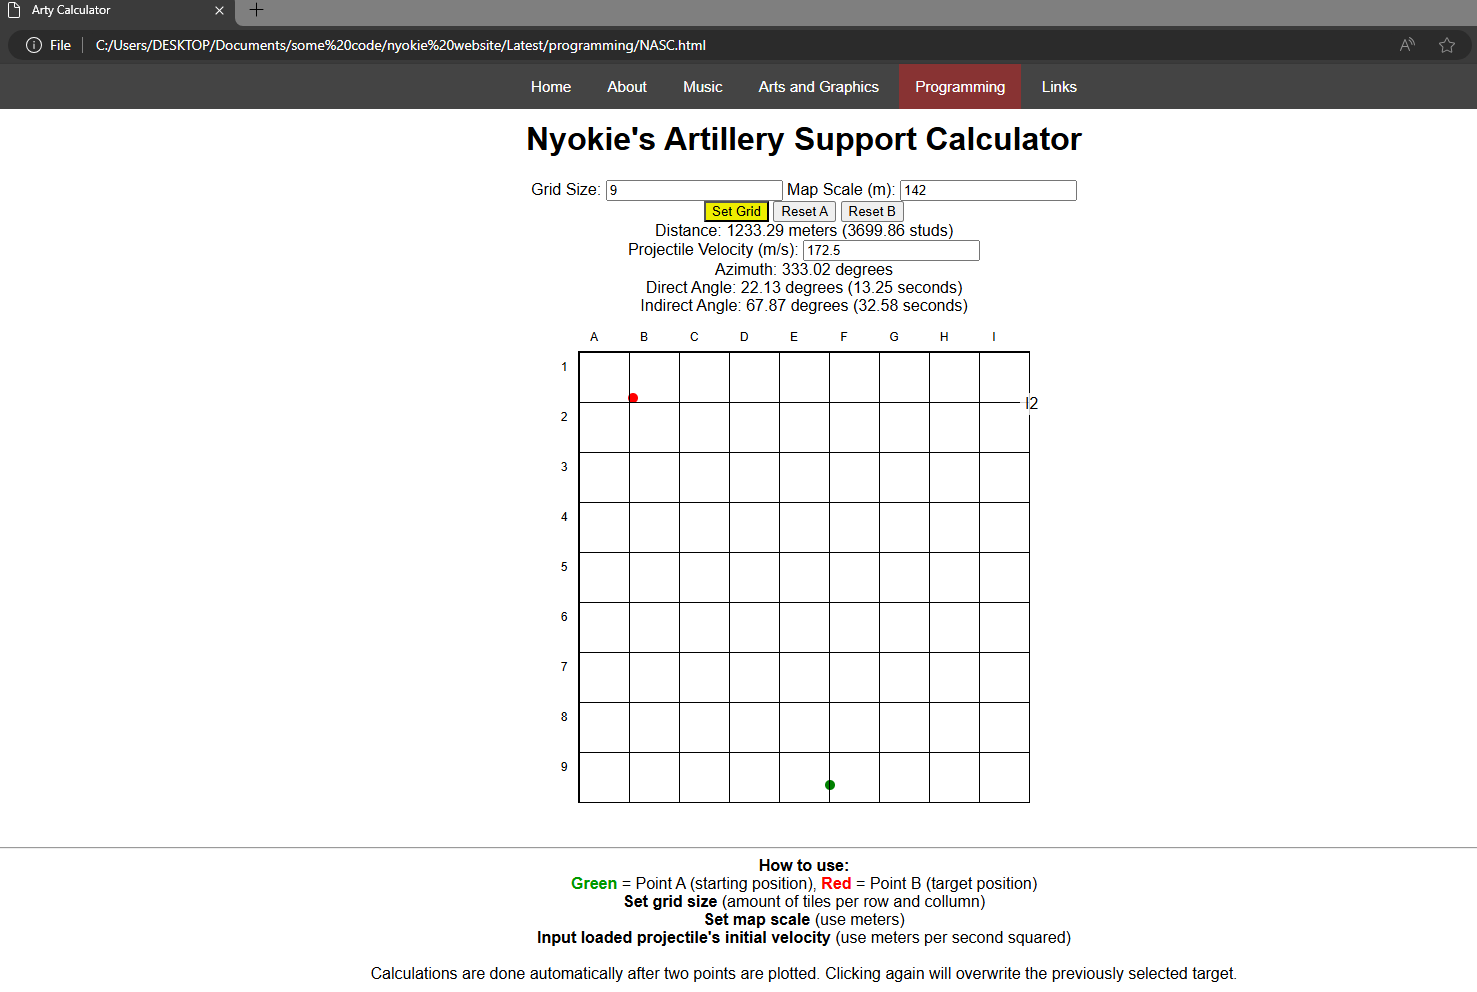 Arty Calculator
File C:/Users/DESKTOP/Documents/some%20code/nyokie%20website/Latest/programming/NASC.html
Home About Music Arts and Graphics Programming Links
Nyokie's Artillery Support Calculator
Grid Size: 9 Map Scale (m): 142
Set Grid Reset A Reset B
Distance: 1233.29 meters (3699.86 studs)
Projectile Velocity (m/s): 172.5
Azimuth: 333.02 degrees
Direct Angle: 22.13 degrees (13.25 seconds)
Indirect Angle: 67.87 degrees (32.58 seconds)
A B C D E F G H I
1
I2
2
3
4
5
6
7
8
9
How to use:
Green = Point A (starting position), Red = Point B (target position)
Set grid size (amount of tiles per row and collumn)
Set map scale (use meters)
Input loaded projectile's initial velocity (use meters per second squared)
Calculations are done automatically after two points are plotted. Clicking again will overwrite the previously selected target.